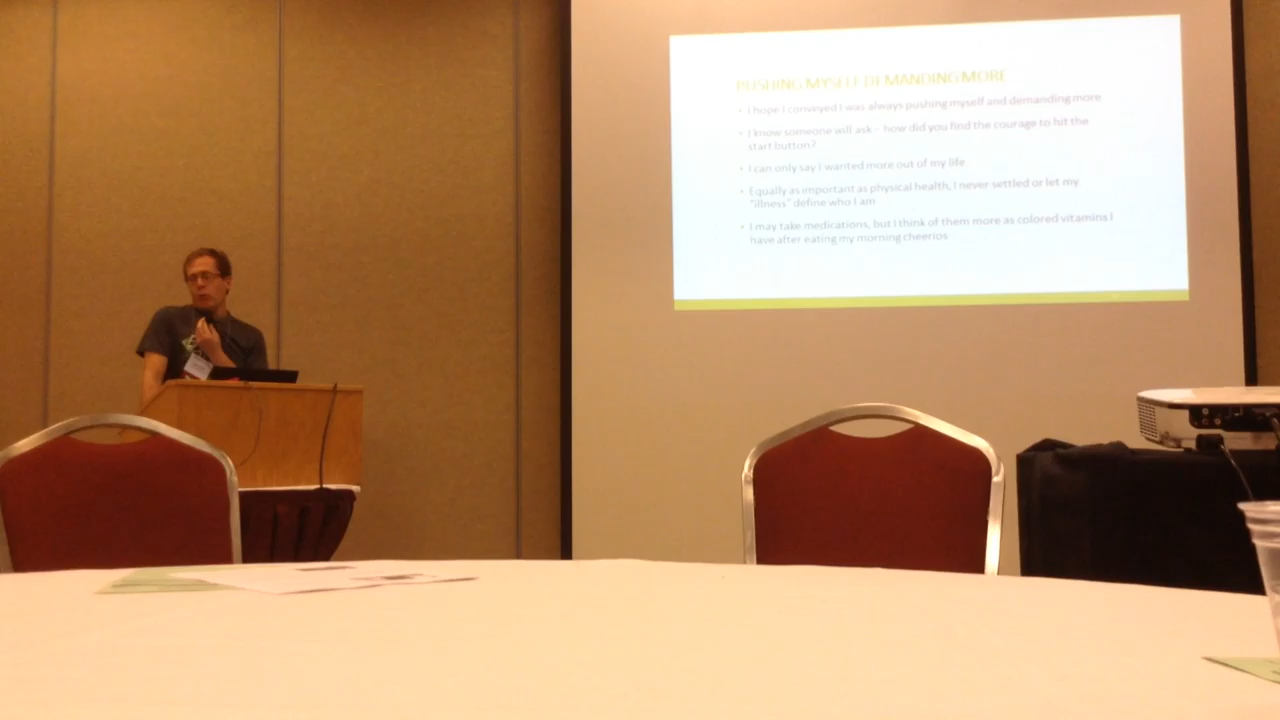 PUSHING MYSELF DEMANDING MORE
• I hope I conveyed I was always pushing myself and demanding more
• I know someone will ask – how did you find the courage to hit the
start button?
• I can only say I wanted more out of my life
• Equally as important as physical health, I never settled or let my
"illness" define who I am
• I may take medications, but I think of them more as colored vitamins I
have after eating my morning cheerios